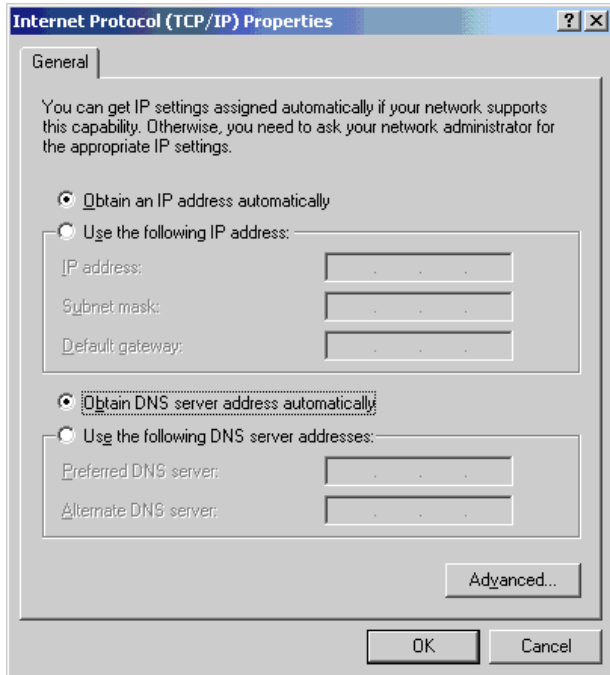 Internet Protocol (TCP/IP) Properties
General
You can get IP settings assigned automatically if your network supports
this capability. Otherwise, you need to ask your network administrator for
the appropriate IP settings.
Obtain an IP address automatically
Use the following IP address:
IP address:
Subnet mask:
Default gateway:
Obtain DNS server address automatically
Use the following DNS server addresses:
Preferred DNS server:
Alternate DNS server:
Advanced...
OK Cancel